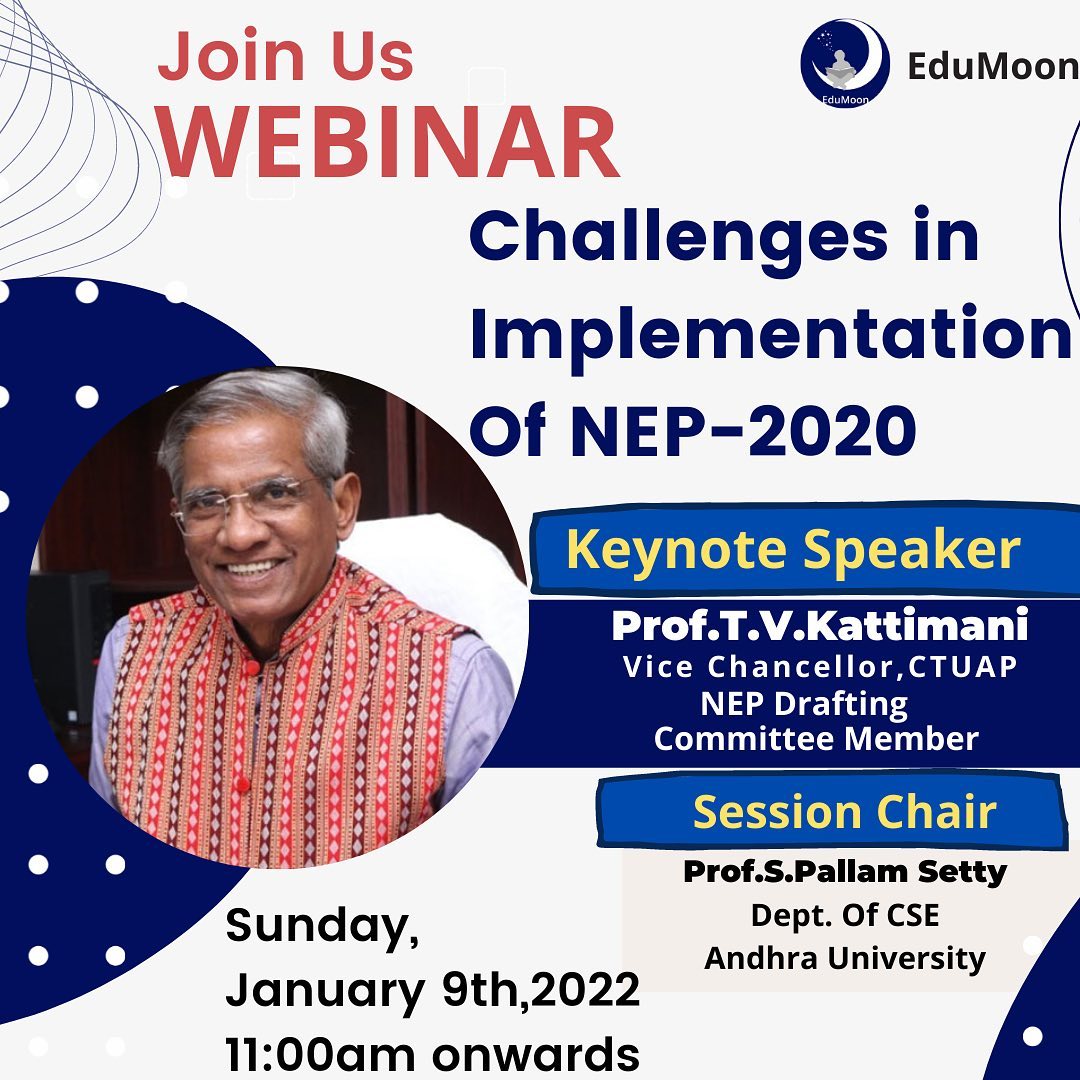 Join Us
WEBINAR
EduMoon
EduMoon
Challenges in
Implementation
Of NEP-2020
Keynote Speaker
Prof.T.V.Kattimani
Vice Chancellor,CTUAP
NEP Drafting
Committee Member
Session Chair
Prof.S.Pallam Setty
Dept. Of CSE
Andhra University
Sunday,
January 9th,2022
11:00am onwards